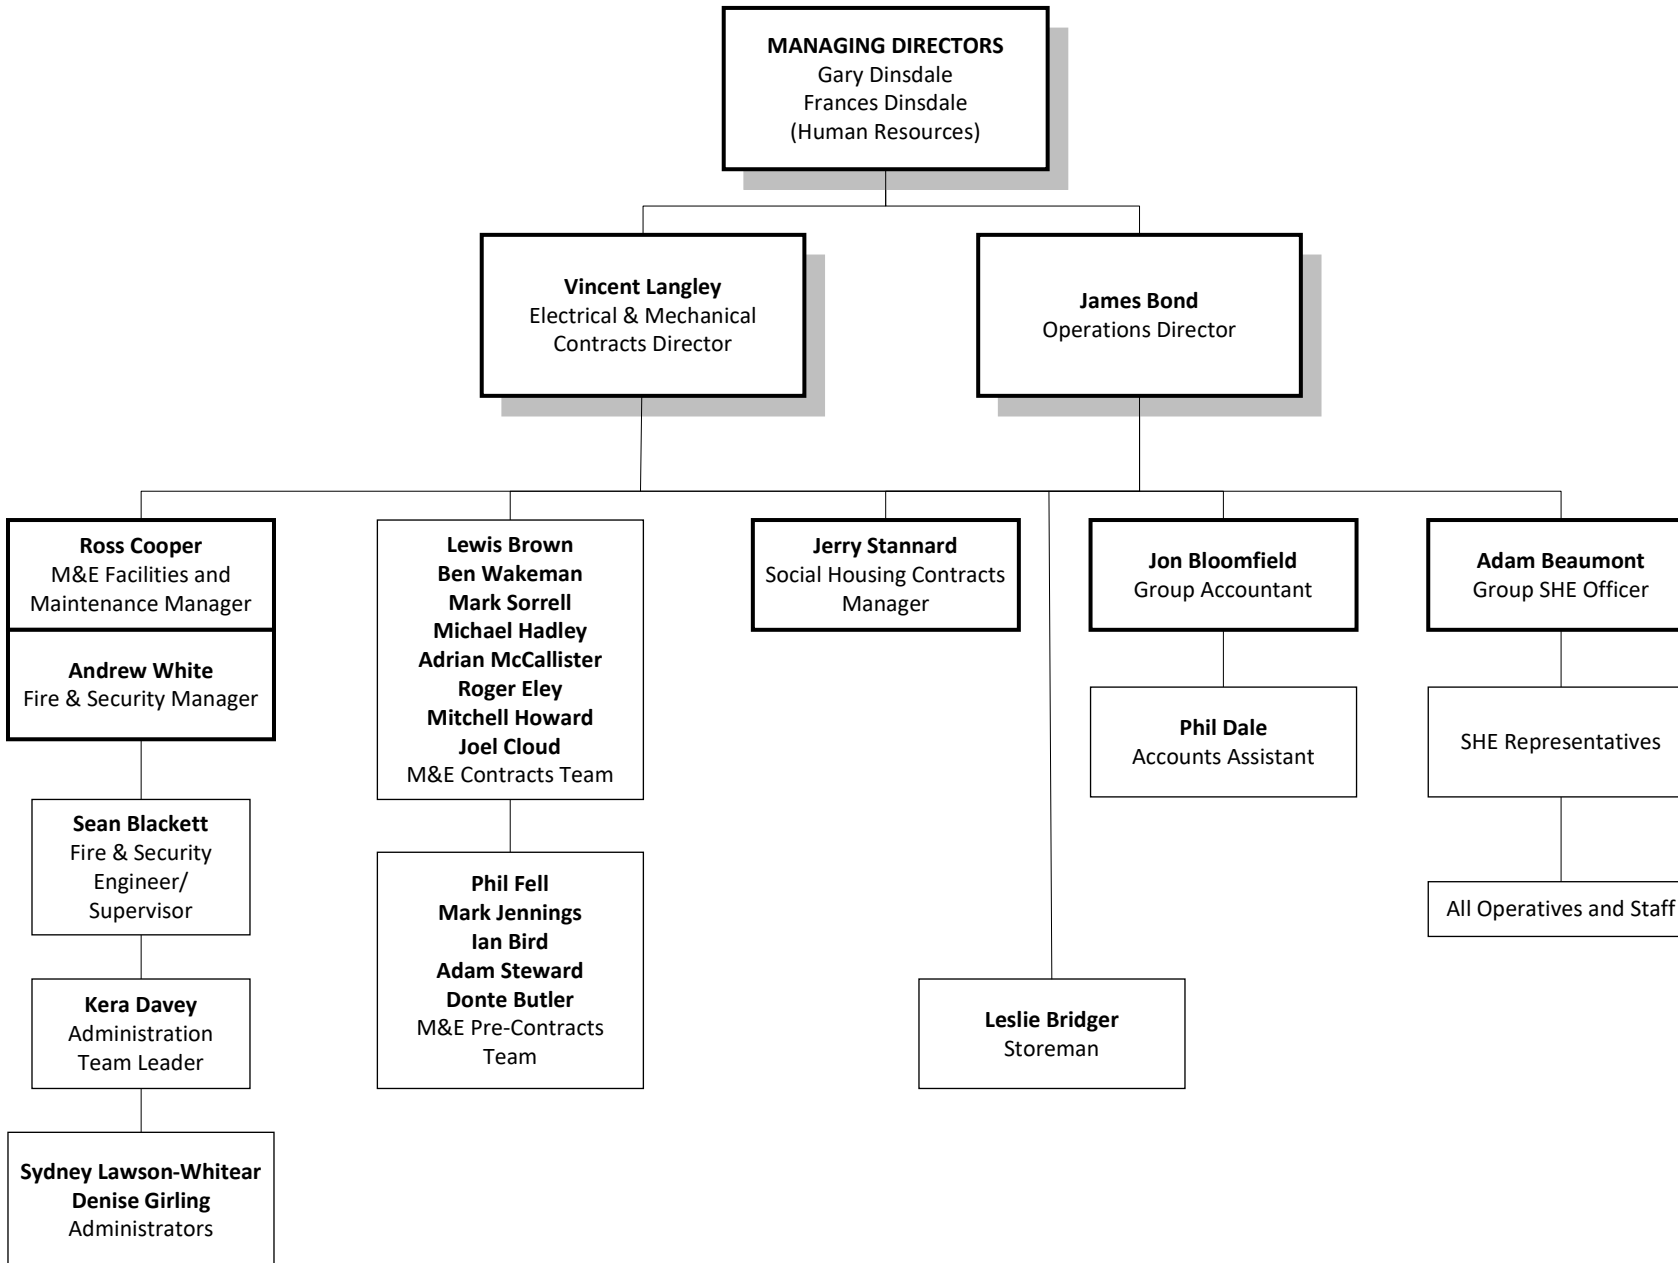 MANAGING DIRECTORS
Gary Dinsdale
Frances Dinsdale
(Human Resources)
Vincent Langley
Electrical & Mechanical
Contracts Director
James Bond
Operations Director
Ross Cooper
M&E Facilities and
Maintenance Manager
Andrew White
Fire & Security Manager
Sean Blackett
Fire & Security
Engineer/
Supervisor
Kera Davey
Administration
Team Leader
Sydney Lawson-Whitear
Denise Girling
Administrators
Lewis Brown
Ben Wakeman
Mark Sorrell
Michael Hadley
Adrian McCallister
Roger Eley
Mitchell Howard
Joel Cloud
M&E Contracts Team
Phil Fell
Mark Jennings
Ian Bird
Adam Steward
Donte Butler
M&E Pre-Contracts
Team
Jerry Stannard
Social Housing Contracts
Manager
Leslie Bridger
Storeman
Jon Bloomfield
Group Accountant
Phil Dale
Accounts Assistant
Adam Beaumont
Group SHE Officer
SHE Representatives
All Operatives and Staff